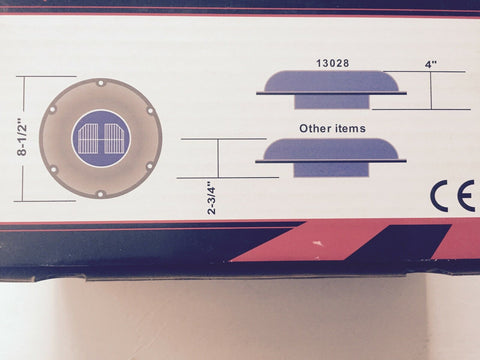 13028
4"
8-1/2"
Other items
2-3/4"
CE